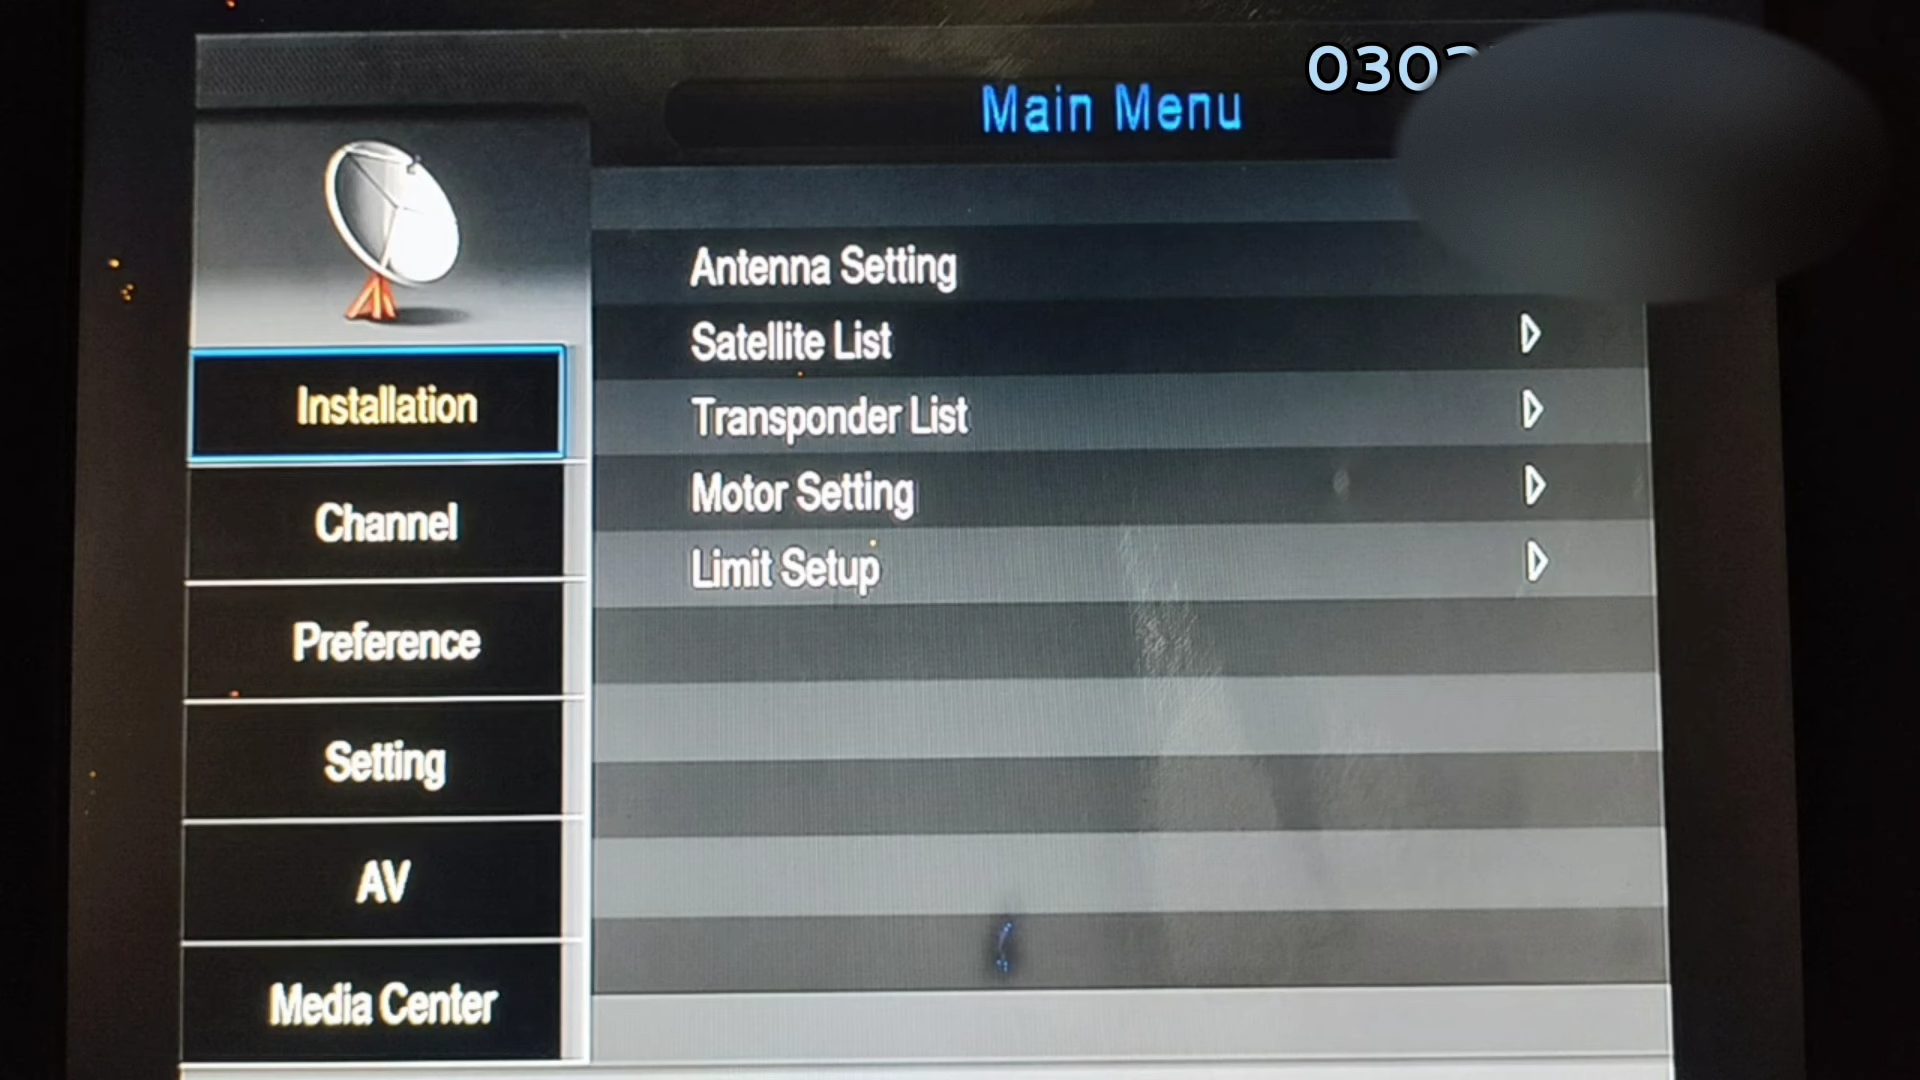 Main Menu
Antenna Setting
Satellite List
Transponder List
Motor Setting
Limit Setup
Installation
Channel
Preference
Setting
AV
Media Center